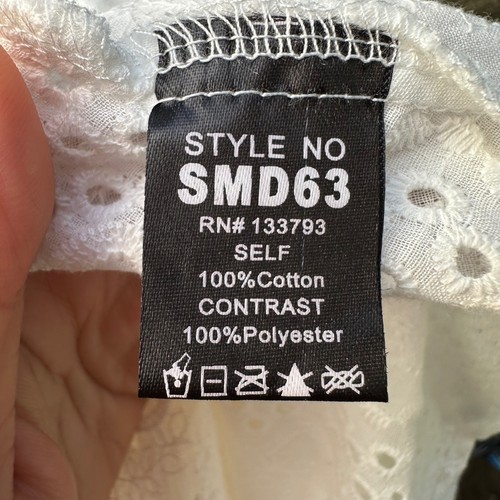 STYLE NO
SMD63
RN# 133793
SELF
100%Cotton
CONTRAST
100%Polyester